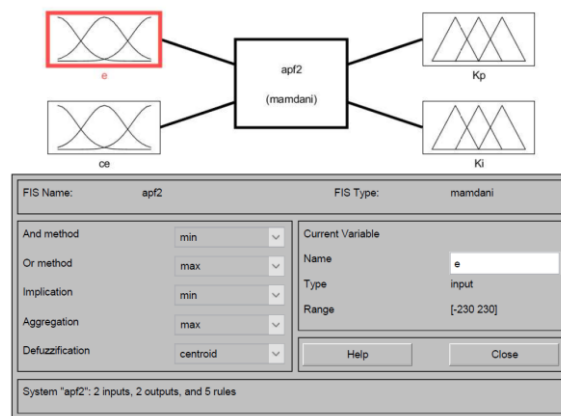 e
ce
apf2
(mamdani)
Kp
Ki
FIS Name: apf2 FIS Type: mamdani
And method min
Or method max
Implication min
Aggregation max
Defuzzification centroid
Current Variable
Name e
Type input
Range [-230 230]
Help Close
System "apf2": 2 inputs, 2 outputs, and 5 rules